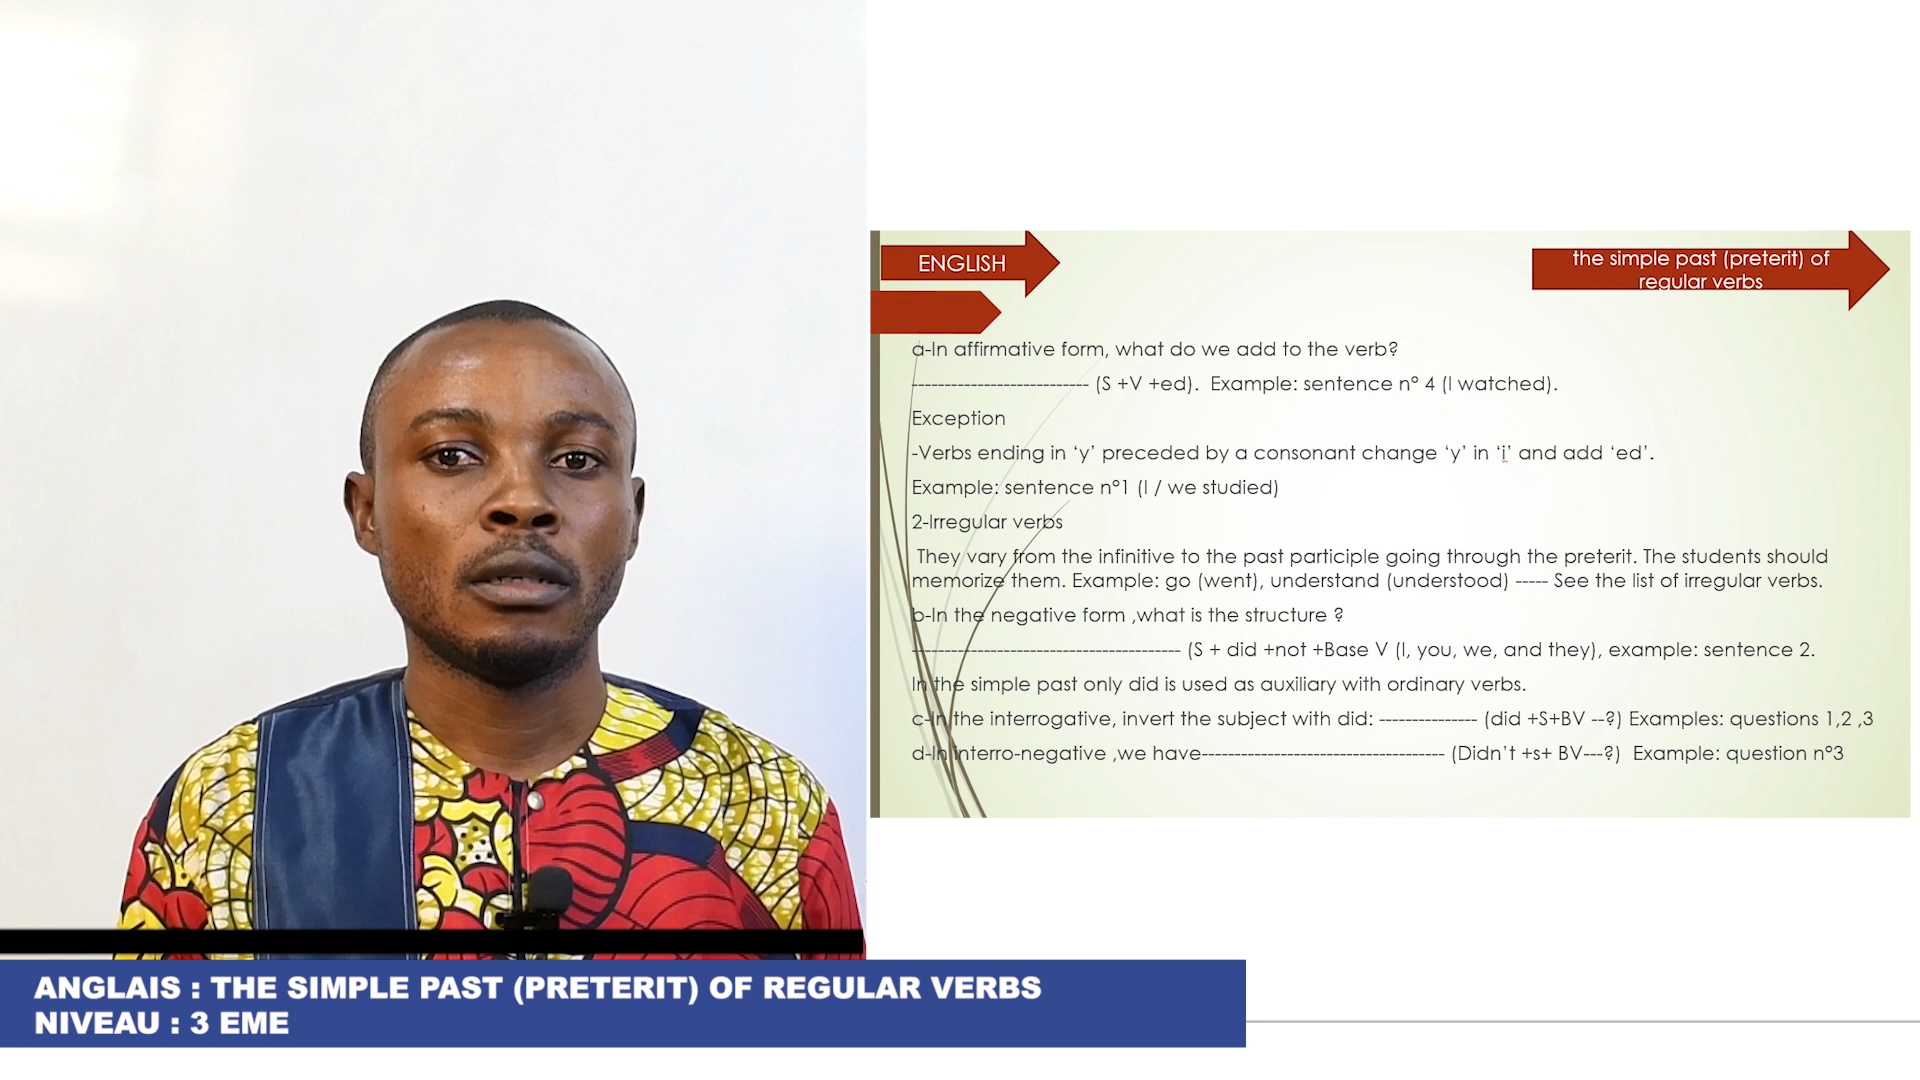 ENGLISH
the simple past (preterit) of
regular verbs
a-In affirmative form, what do we add to the verb?
--------------------------- (S +V +ed).  Example: sentence n° 4 (I watched).
Exception
-Verbs ending in ‘y’ preceded by a consonant change ‘y’ in ‘i’ and add ‘ed’.
Example: sentence n°1 (I / we studied)
2-Irregular verbs
They vary from the infinitive to the past participle going through the preterit. The students should
memorize them. Example: go (went), understand (understood) ----- See the list of irregular verbs.
b-In the negative form ,what is the structure ?
----------------------------------------- (S + did +not +Base V (I, you, we, and they), example: sentence 2.
In the simple past only did is used as auxiliary with ordinary verbs.
c-In the interrogative, invert the subject with did: --------------- (did +S+BV --?) Examples: questions 1,2 ,3
d-In interro-negative ,we have------------------------------------- (Didn’t +s+ BV---?)  Example: question n°3
ANGLAIS : THE SIMPLE PAST (PRETERIT) OF REGULAR VERBS
NIVEAU : 3 EME